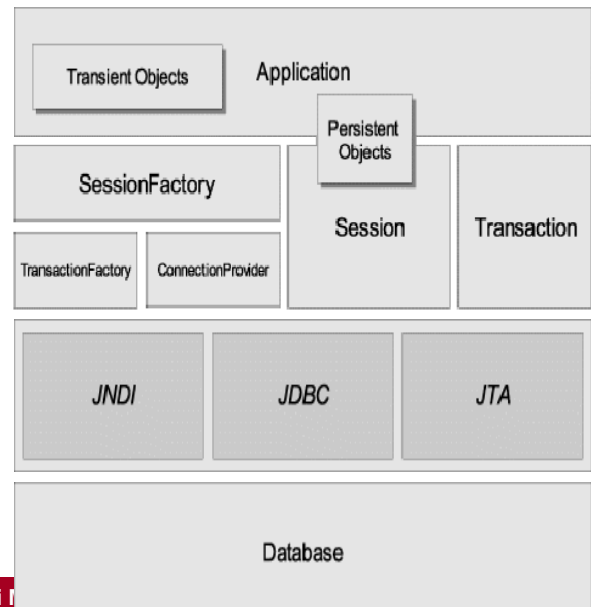 Transient Objects
Application
Persistent
Objects
SessionFactory
Session
Transaction
TransactionFactory
ConnectionProvider
JNDI
JDBC
JTA
Database